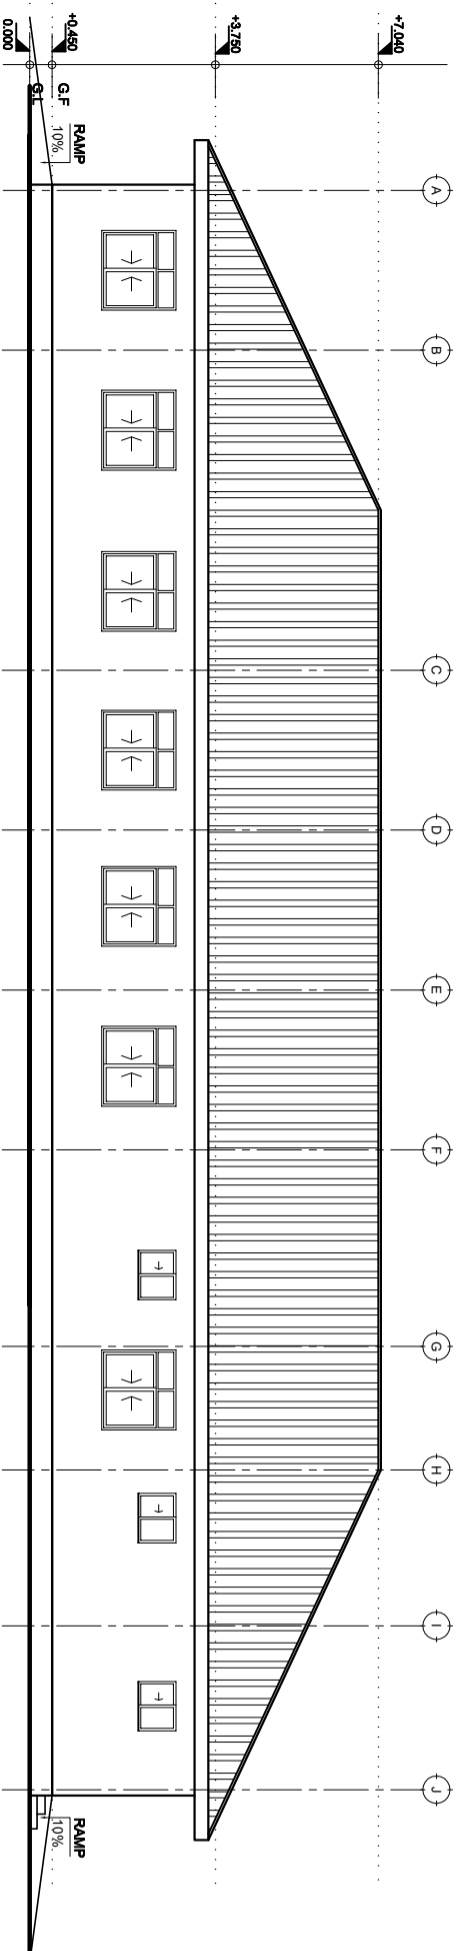 +7.040
+3.750
+0.450
0.000
G.F
G.L
RAMP
10%
A
B
C
D
E
F
G
H
I
J
RAMP
10%